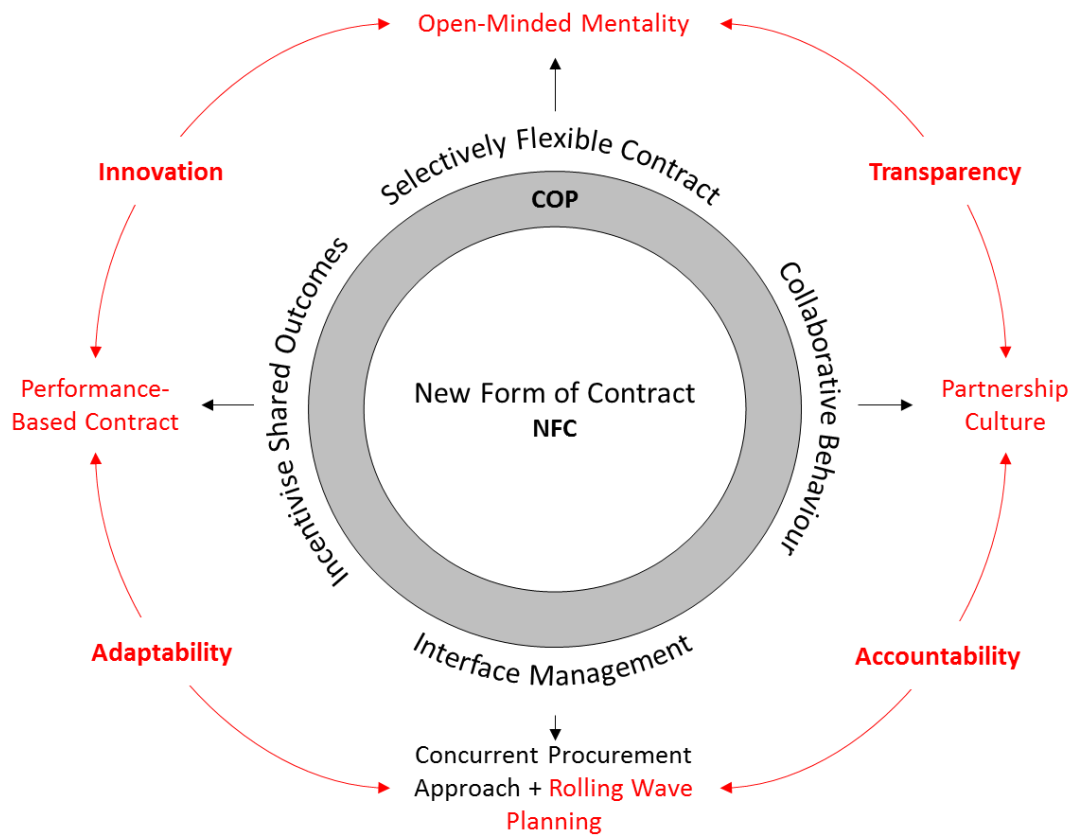 Open-Minded Mentality
Selectively Flexible Contract
Innovation
Transparency
COP
Incentivise Shared Outcomes
Collaborative Behaviour
Performance-
Based Contract
New Form of Contract
NFC
Partnership
Culture
Interface Management
Adaptability
Accountability
Concurrent Procurement
Approach + Rolling Wave
Planning